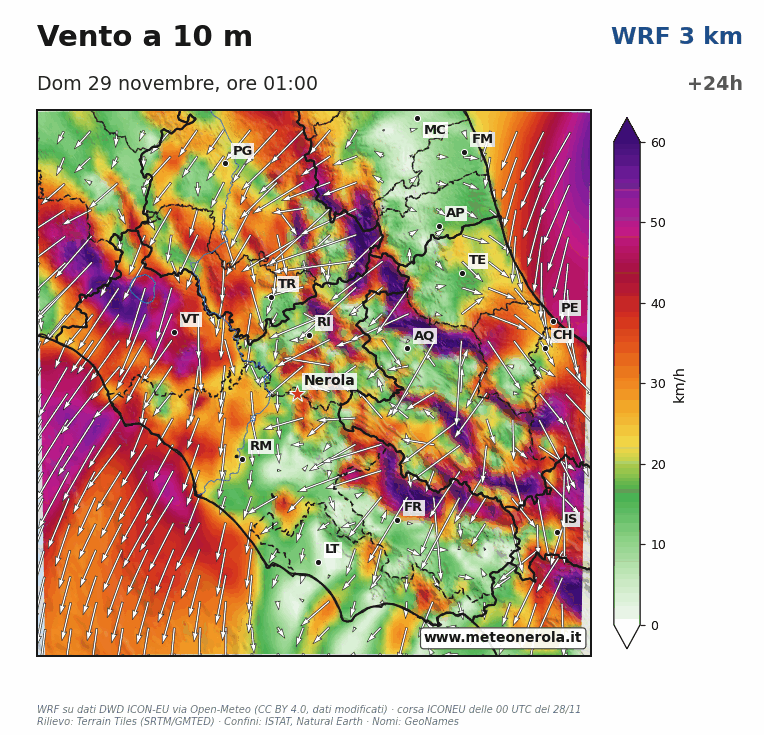 Vento a 10 m
WRF 3 km
Dom 29 novembre, ore 01:00
+24h
MC
FM
PG
AP
TE
TR
PE
VT
RI
AQ
CH
Nerola
RM
FR
IS
LT
www.meteonerola.it
60
50
40
30
20
10
0
km/h
WRF su dati DWD ICON-EU via Open-Meteo (CC BY 4.0, dati modificati) · corsa ICONEU delle 00 UTC del 28/11
Rilievo: Terrain Tiles (SRTM/GMTED) · Confini: ISTAT, Natural Earth · Nomi: GeoNames